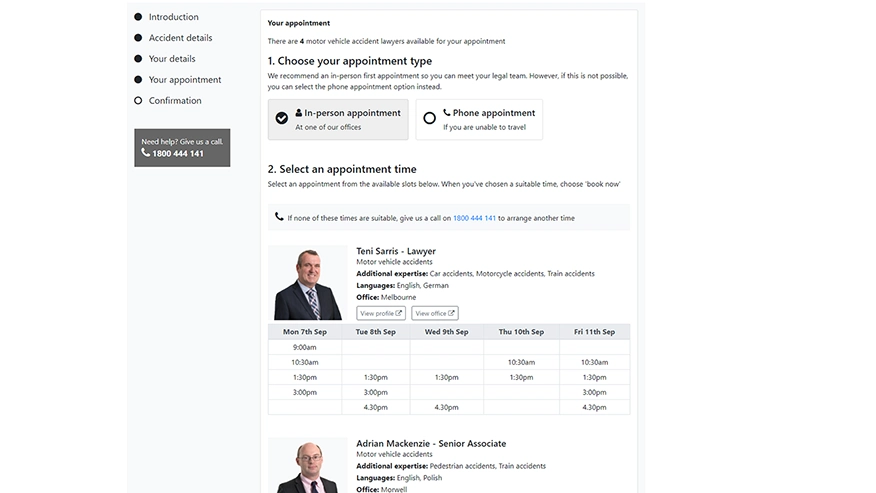 Introduction
Accident details
Your details
Your appointment
Confirmation
Need help? Give us a call.
1800 444 141
Your appointment
There are 4 motor vehicle accident lawyers available for your appointment
1. Choose your appointment type
We recommend an in-person first appointment so you can meet your legal team. However, if this is not possible,
you can select the phone appointment option instead.
In-person appointment
At one of our offices
Phone appointment
If you are unable to travel
2. Select an appointment time
Select an appointment from the available slots below. When you've chosen a suitable time, choose 'book now'
If none of these times are suitable, give us a call on 1800 444 141 to arrange another time
Teni Sarris - Lawyer
Motor vehicle accidents
Additional expertise: Car accidents, Motorcycle accidents, Train accidents
Languages: English, German
Office: Melbourne
View profile View office
Mon 7th Sep Tue 8th Sep Wed 9th Sep Thu 10th Sep Fri 11th Sep
9:00am
10:30am 10:30am 10:30am
1:30pm 1:30pm 1:30pm 1:30pm 1:30pm
3:00pm 3:00pm 3:00pm
4.30pm 4.30pm 4.30pm
Adrian Mackenzie - Senior Associate
Motor vehicle accidents
Additional expertise: Pedestrian accidents, Train accidents
Languages: English, Polish
Office: Morwell